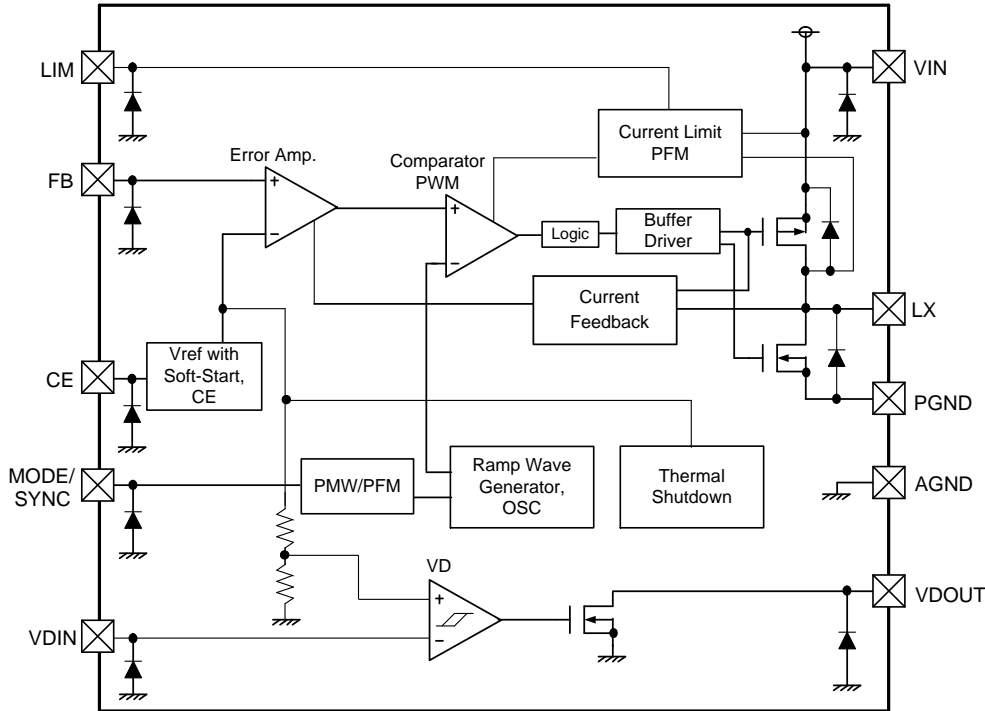 LIM
VIN
Current Limit
PFM
Error Amp.
Comparator
PWM
FB
+
−
+
−
Logic
Buffer
Driver
Current
Feedback
LX
Vref with
Soft-Start,
CE
CE
PGND
MODE/
SYNC
PMW/PFM
Ramp Wave
Generator,
OSC
Thermal
Shutdown
AGND
VD
+
−
VDOUT
VDIN